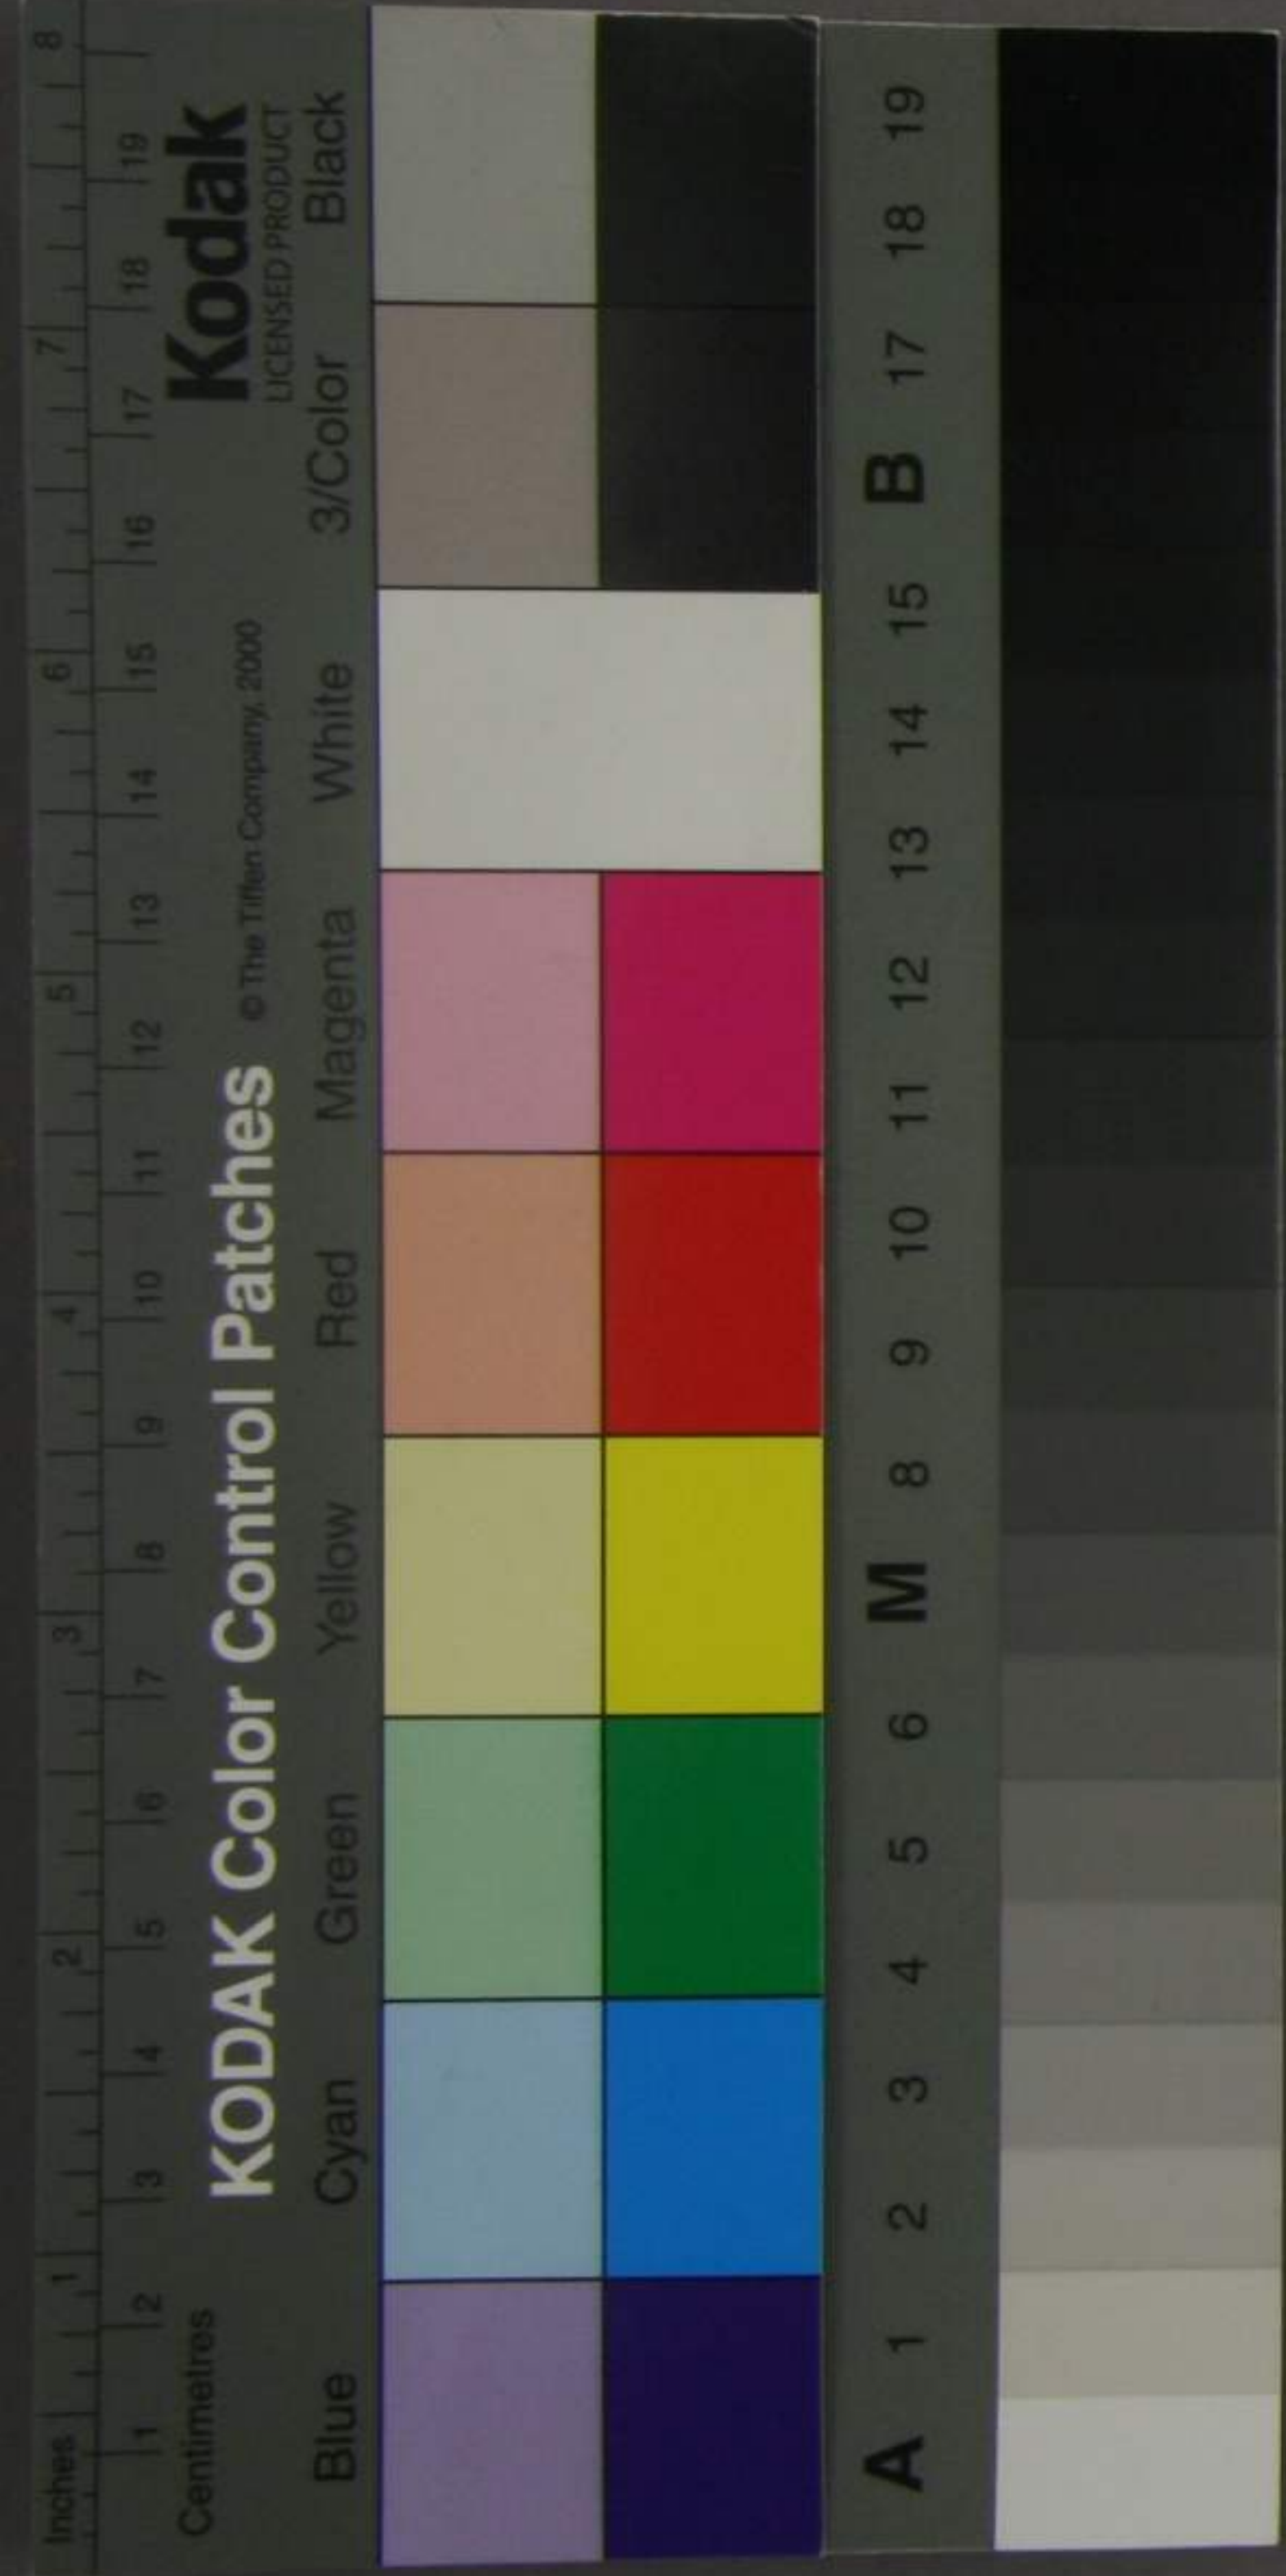 Inches 1 2 3 4 5 6 7 8
Centimetres 1 2 3 4 5 6 7 8 9 10 11 12 13 14 15 16 17 18 19
KODAK Color Control Patches © The Tiffen Company, 2000 Kodak
LICENSED PRODUCT
Blue Cyan Green Yellow Red Magenta White 3/Color Black
A 1 2 3 4 5 6 M 8 9 10 11 12 13 14 15 B 17 18 19